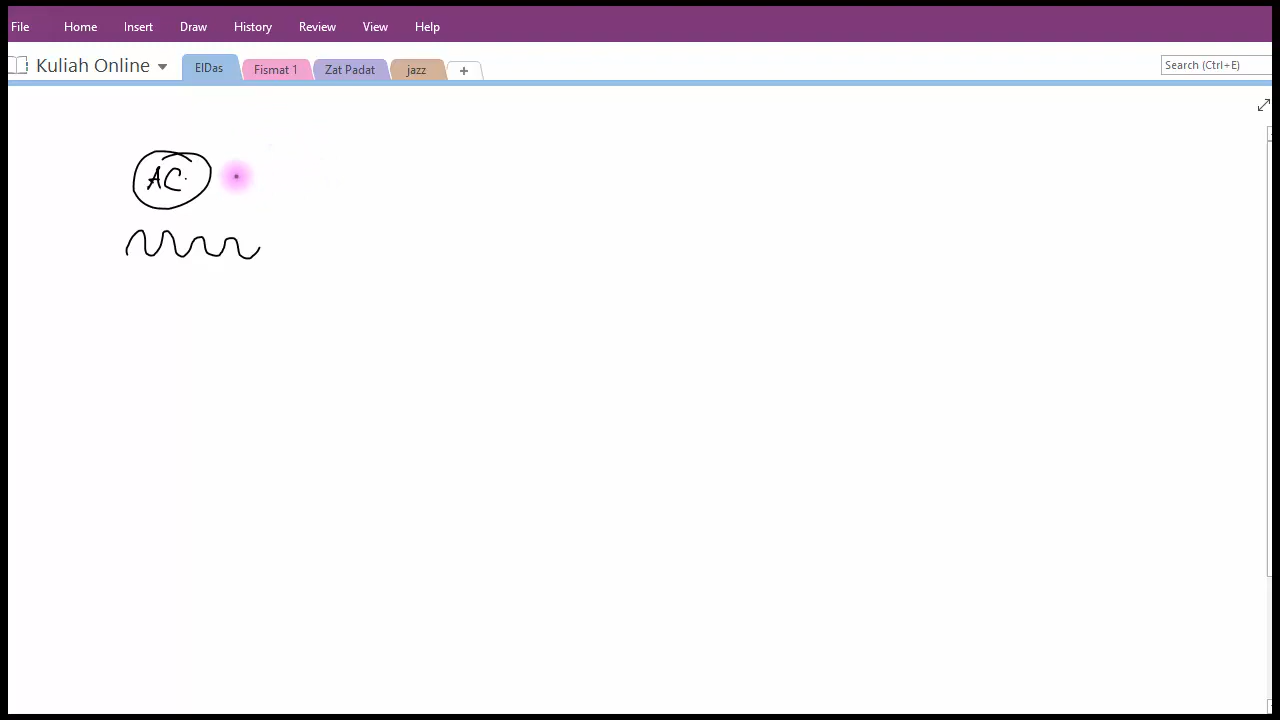 File Home Insert Draw History Review View Help
Kuliah Online ElDas Fismat 1 Zat Padat jazz + Search (Ctrl+E)
AC